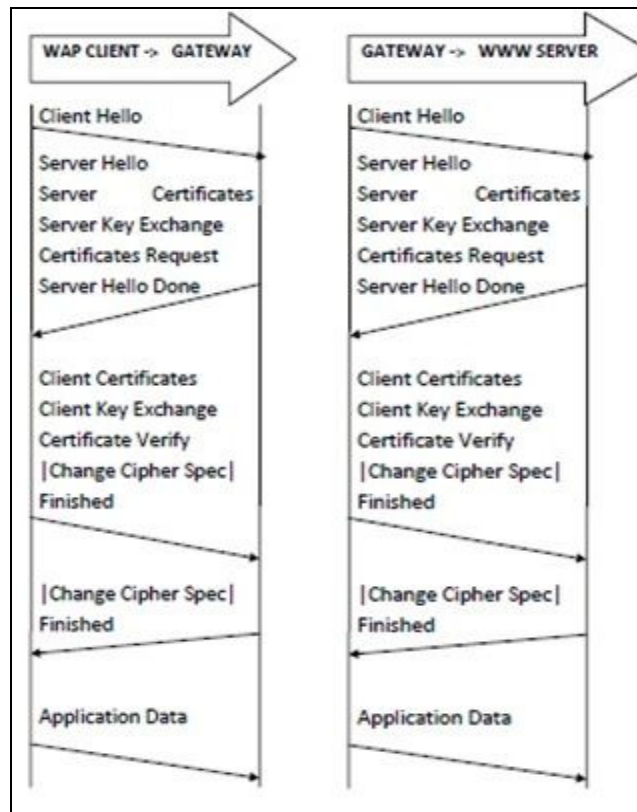 WAP CLIENT -> GATEWAY
Client Hello
Server Hello
Server Certificates
Server Key Exchange
Certificates Request
Server Hello Done
Client Certificates
Client Key Exchange
Certificate Verify
|Change Cipher Spec|
Finished
|Change Cipher Spec|
Finished
Application Data
GATEWAY -> WWW SERVER
Client Hello
Server Hello
Server Certificates
Server Key Exchange
Certificates Request
Server Hello Done
Client Certificates
Client Key Exchange
Certificate Verify
|Change Cipher Spec|
Finished
|Change Cipher Spec|
Finished
Application Data